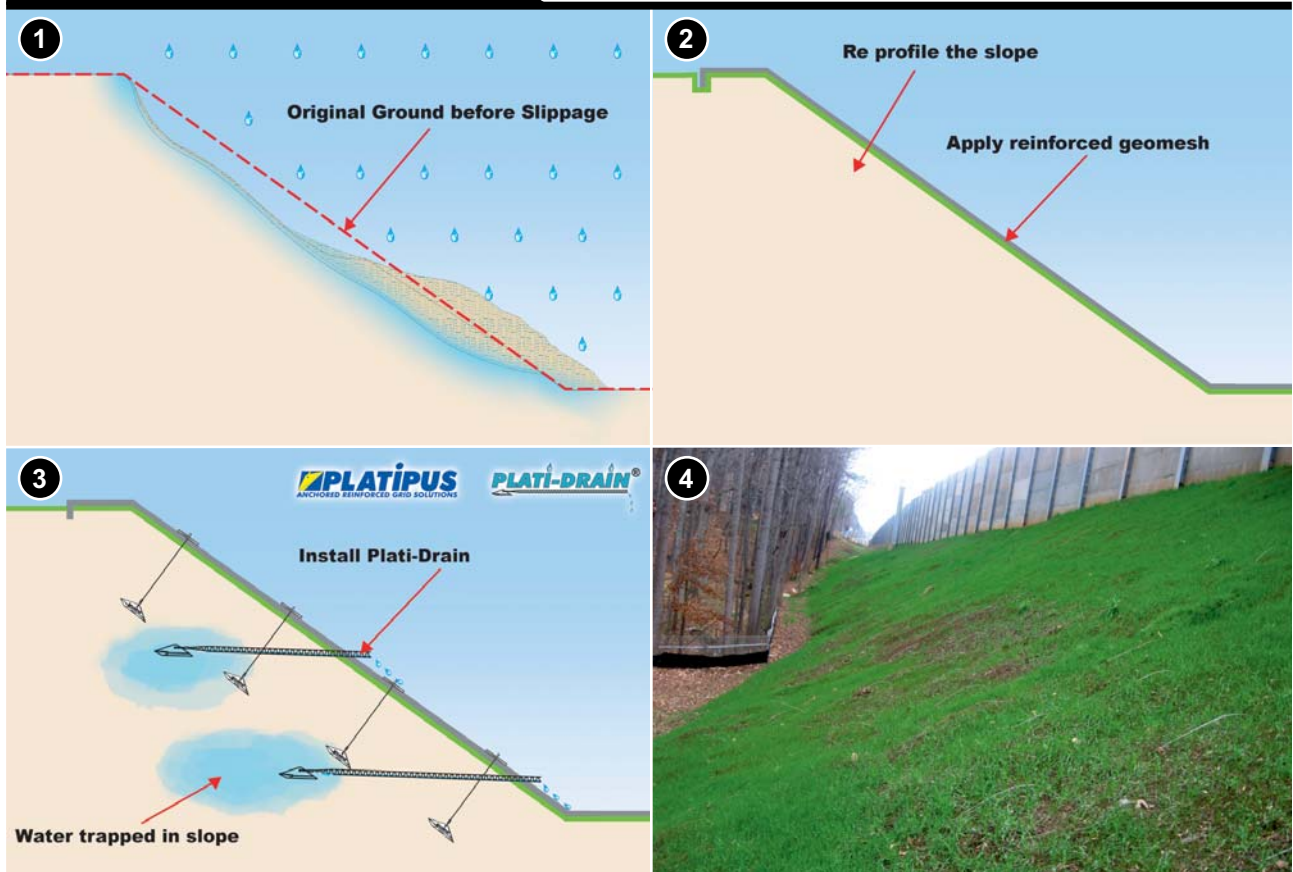 1
Original Ground before Slippage
2
Re profile the slope
Apply reinforced geomesh
3
PLATIPUS
ANCHORED REINFORCED GRID SOLUTIONS
PLATI-DRAIN®
Install Plati-Drain
Water trapped in slope
4